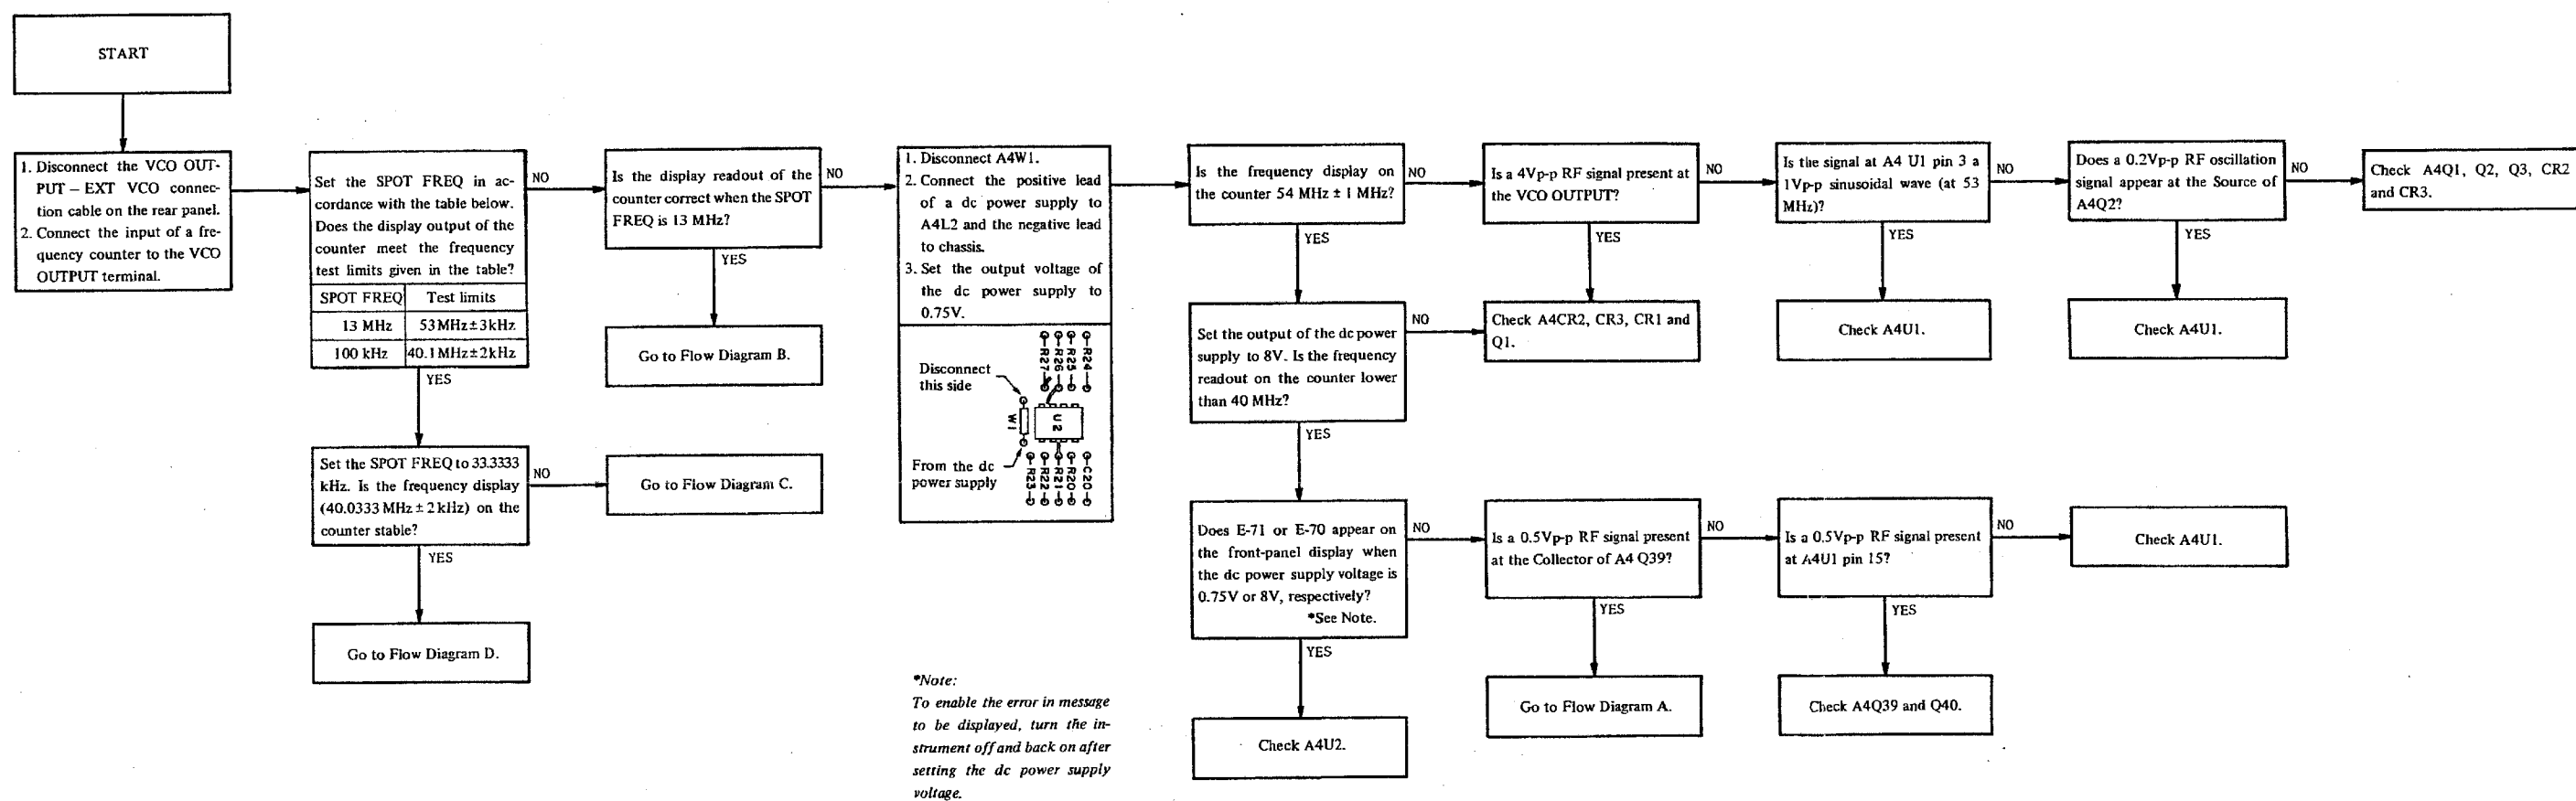 START
1. Disconnect the VCO OUT-
PUT – EXT VCO connec-
tion cable on the rear panel.
2. Connect the input of a fre-
quency counter to the VCO
OUTPUT terminal.
Set the SPOT FREQ in ac-
cordance with the table below.
Does the display output of the
counter meet the frequency
test limits given in the table?
SPOT FREQ Test limits
13 MHz 53MHz±3kHz
100 kHz 40.1MHz±2kHz
NO
YES
Set the SPOT FREQ to 33.3333
kHz. Is the frequency display
(40.0333 MHz ± 2 kHz) on the
counter stable?
NO
Go to Flow Diagram C.
YES
Go to Flow Diagram D.
Is the display readout of the
counter correct when the SPOT
FREQ is 13 MHz?
NO
YES
Go to Flow Diagram B.
1. Disconnect A4W1.
2. Connect the positive lead
of a dc power supply to
A4L2 and the negative lead
to chassis.
3. Set the output voltage of
the dc power supply to
0.75V.
R27
R26
R25
R24
Disconnect
this side
W1
U2
From the dc
power supply
R23
R22
R21
R20
C20
*Note:
To enable the error in message
to be displayed, turn the in-
strument off and back on after
setting the dc power supply
voltage.
Is the frequency display on
the counter 54 MHz ± 1 MHz?
NO
YES
Set the output of the dc power
supply to 8V. Is the frequency
readout on the counter lower
than 40 MHz?
NO
Check A4CR2, CR3, CR1 and
Q1.
YES
Does E-71 or E-70 appear on
the front-panel display when
the dc power supply voltage is
0.75V or 8V, respectively?
*See Note.
NO
YES
Check A4U2.
Is a 4Vp-p RF signal present at
the VCO OUTPUT?
NO
YES
Is the signal at A4 U1 pin 3 a
1Vp-p sinusoidal wave (at 53
MHz)?
NO
YES
Check A4U1.
Does a 0.2Vp-p RF oscillation
signal appear at the Source of
A4Q2?
NO
YES
Check A4U1.
Check A4Q1, Q2, Q3, CR2
and CR3.
Is a 0.5Vp-p RF signal present
at the Collector of A4 Q39?
NO
YES
Go to Flow Diagram A.
Is a 0.5Vp-p RF signal present
at A4U1 pin 15?
NO
YES
Check A4Q39 and Q40.
Check A4U1.